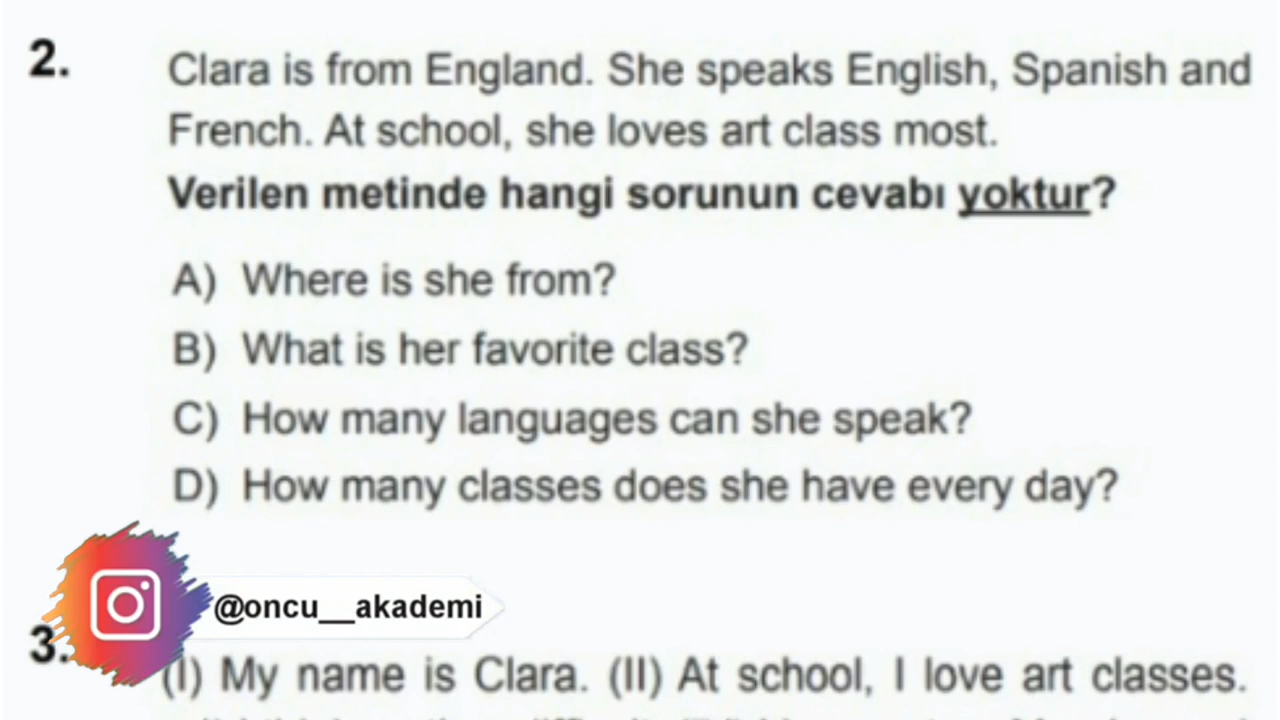 2.
Clara is from England. She speaks English, Spanish and
French. At school, she loves art class most.
Verilen metinde hangi sorunun cevabı yoktur?
A) Where is she from?
B) What is her favorite class?
C) How many languages can she speak?
D) How many classes does she have every day?
@oncu__akademi
3.
(I) My name is Clara. (II) At school, I love art classes.